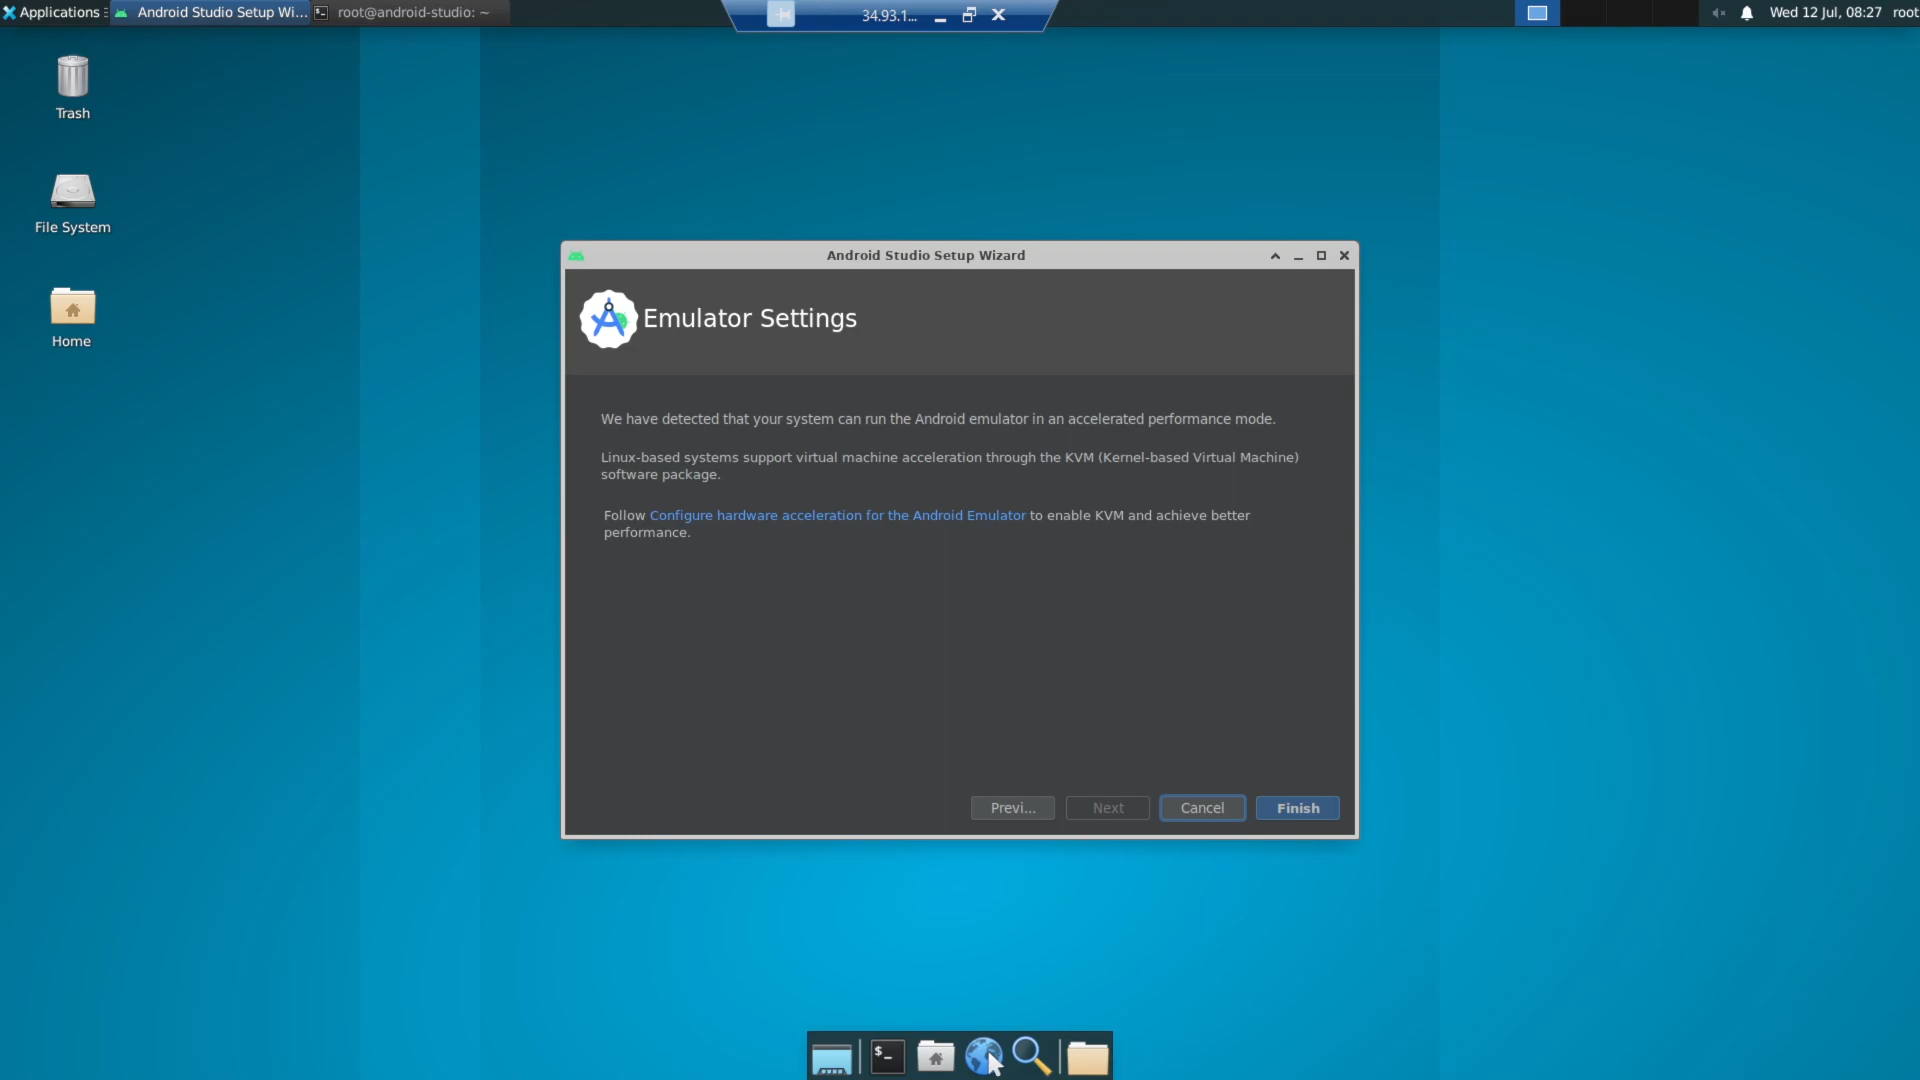 Applications
Android Studio Setup Wi...
root@android-studio: ~
34.93.1...
Wed 12 Jul, 08:27
root
Trash
File System
Home
Android Studio Setup Wizard
Emulator Settings
We have detected that your system can run the Android emulator in an accelerated performance mode.
Linux-based systems support virtual machine acceleration through the KVM (Kernel-based Virtual Machine)
software package.
Follow Configure hardware acceleration for the Android Emulator to enable KVM and achieve better
performance.
Previ...
Next
Cancel
Finish
$_